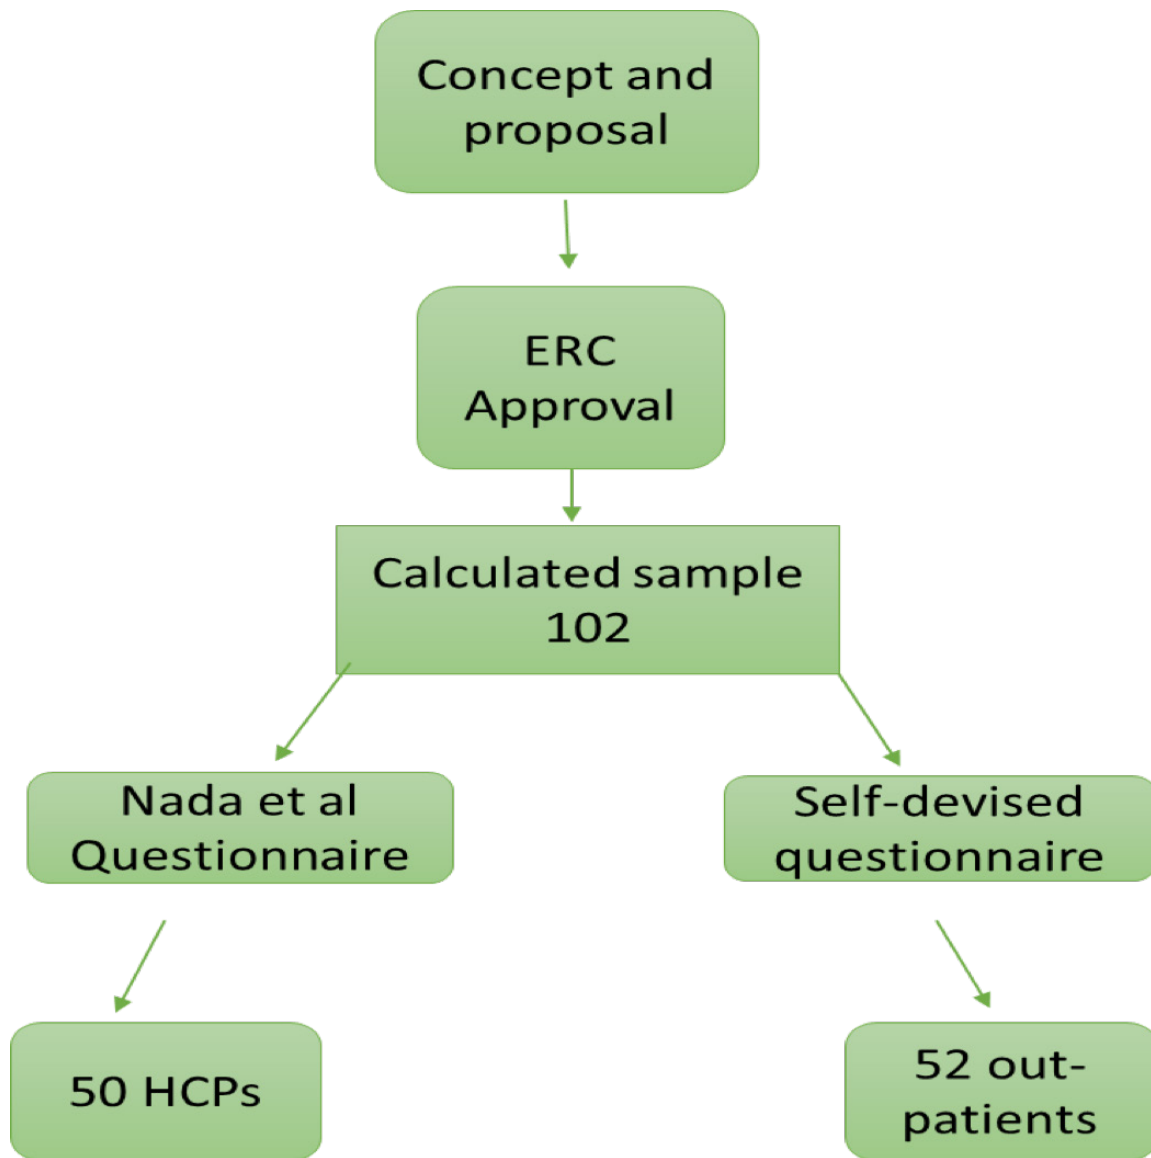 Concept and
proposal
ERC
Approval
Calculated sample
102
Nada et al
Questionnaire
Self-devised
questionnaire
50 HCPs
52 out-
patients